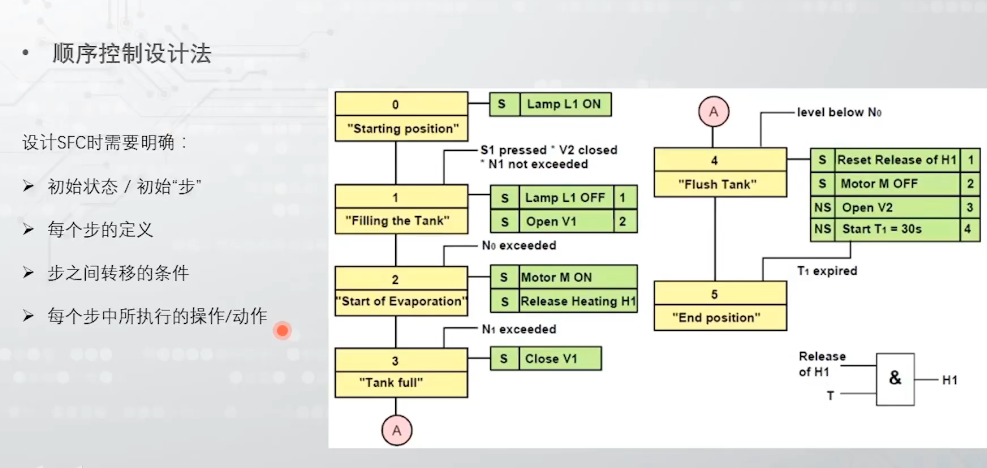 • 顺序控制设计法
设计SFC时需要明确：
➢ 初始状态 / 初始“步”
➢ 每个步的定义
➢ 步之间转移的条件
➢ 每个步中所执行的操作/动作
0
"Starting position"
S Lamp L1 ON
S1 pressed * V2 closed
* N1 not exceeded
1
"Filling the Tank"
S Lamp L1 OFF 1
S Open V1 2
N0 exceeded
2
"Start of Evaporation"
S Motor M ON
S Release Heating H1
N1 exceeded
3
"Tank full"
S Close V1
A
A
level below N0
4
"Flush Tank"
S Reset Release of H1 1
S Motor M OFF 2
NS Open V2 3
NS Start T1 = 30s 4
T1 expired
5
"End position"
Release
of H1
& H1
T